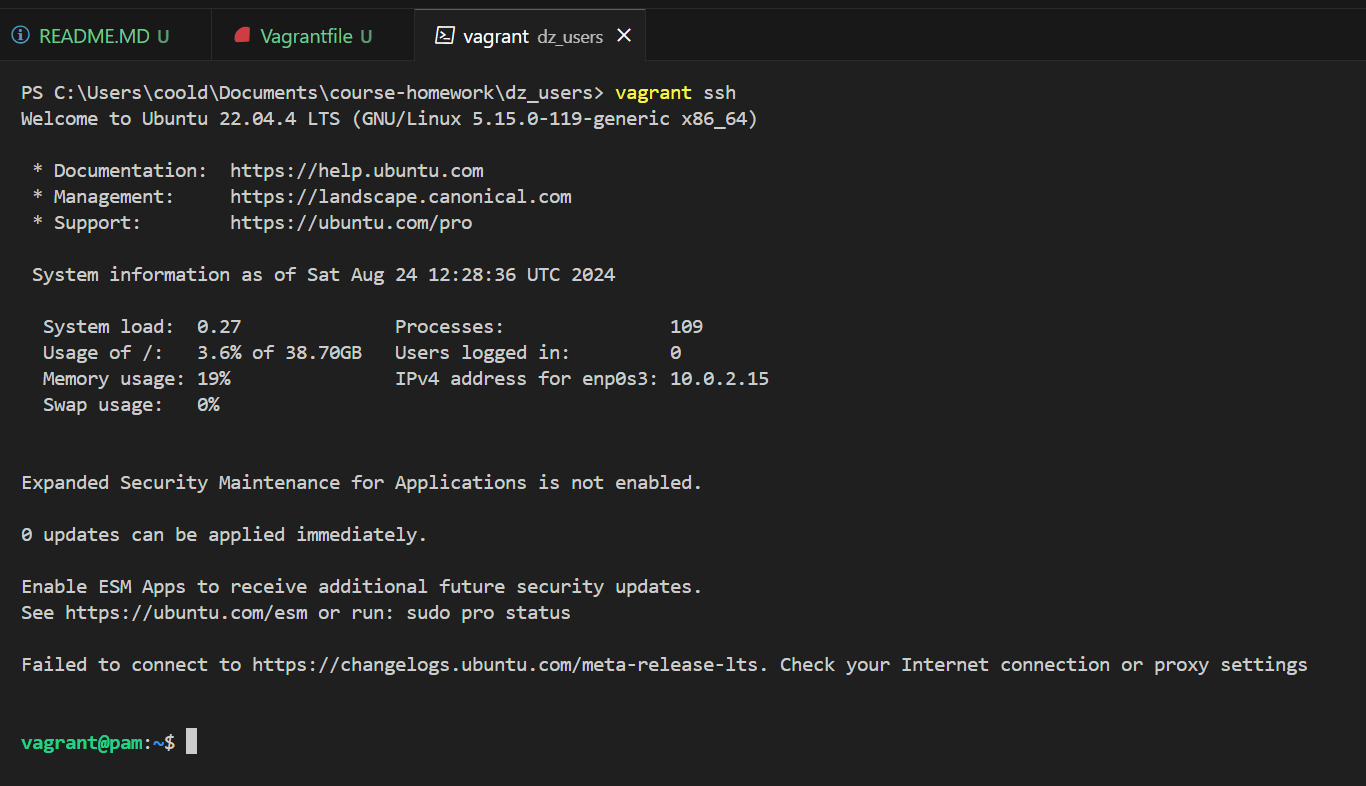 README.MD U Vagrantfile U vagrant dz_users
PS C:\Users\coold\Documents\course-homework\dz_users> vagrant ssh
Welcome to Ubuntu 22.04.4 LTS (GNU/Linux 5.15.0-119-generic x86_64)
* Documentation: https://help.ubuntu.com
* Management: https://landscape.canonical.com
* Support: https://ubuntu.com/pro
System information as of Sat Aug 24 12:28:36 UTC 2024
System load: 0.27 Processes: 109
Usage of /: 3.6% of 38.70GB Users logged in: 0
Memory usage: 19% IPv4 address for enp0s3: 10.0.2.15
Swap usage: 0%
Expanded Security Maintenance for Applications is not enabled.
0 updates can be applied immediately.
Enable ESM Apps to receive additional future security updates.
See https://ubuntu.com/esm or run: sudo pro status
Failed to connect to https://changelogs.ubuntu.com/meta-release-lts. Check your Internet connection or proxy settings
vagrant@pam:~$